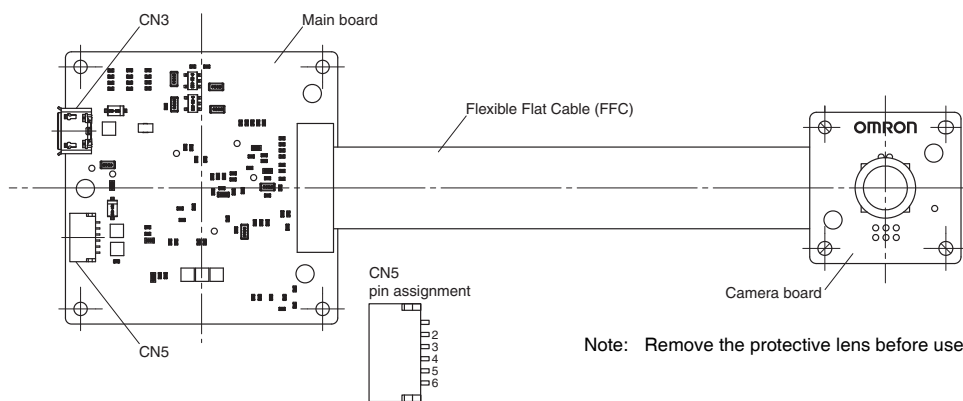 CN3
Main board
Flexible Flat Cable (FFC)
OMRON
CN5
pin assignment
2
3
4
5
6
Camera board
CN5
Note: Remove the protective lens before use